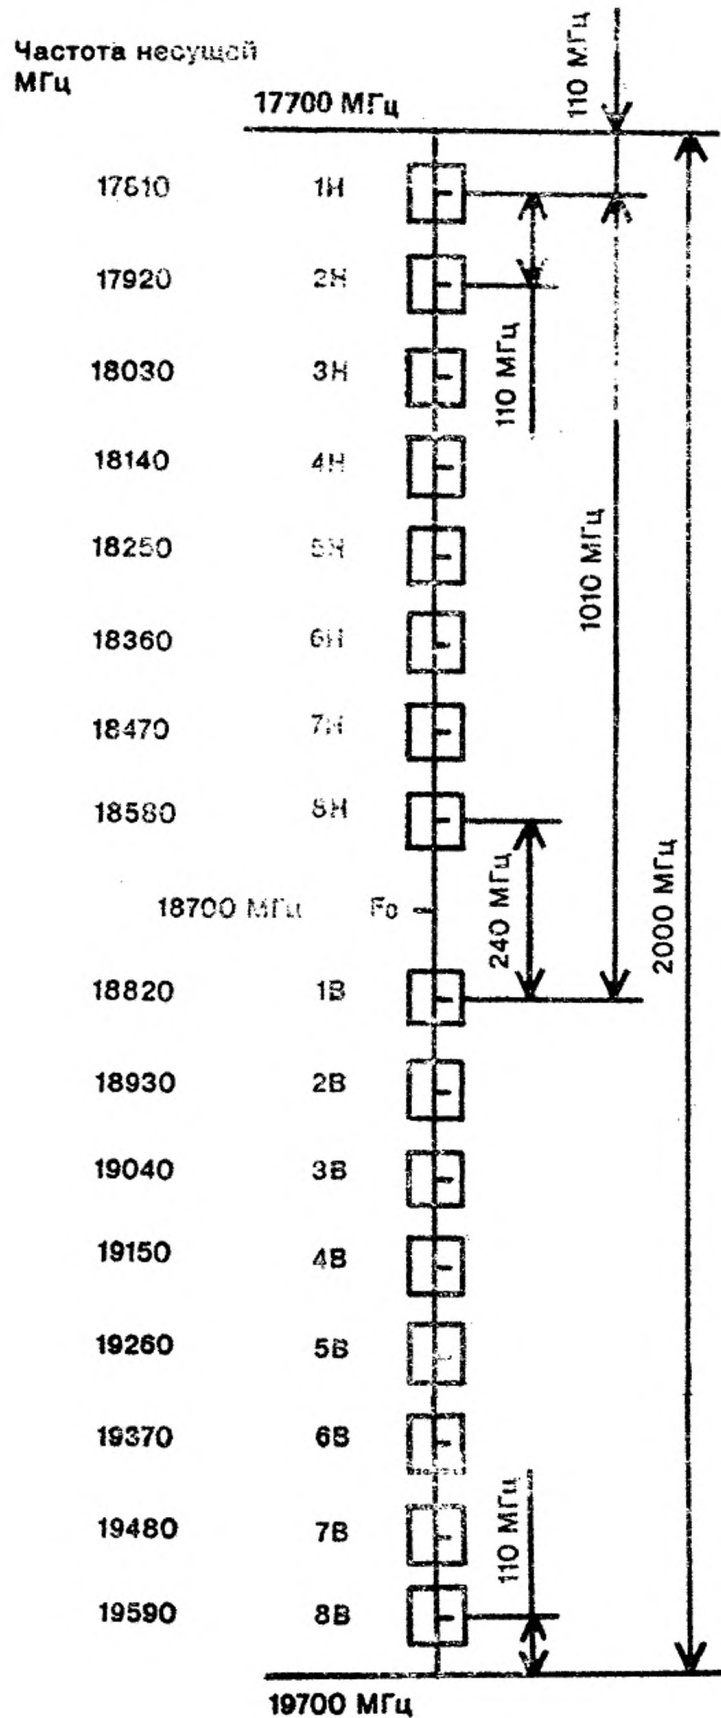 Частота несущей
МГц
17700 МГц
110 МГц
17810 1Н
17920 2Н
110 МГц
18030 3Н
18140 4Н
18250 5Н
1010 МГц
18360 6Н
18470 7Н
18580 8Н
240 МГц
2000 МГц
18700 МГц F0
18820 1В
18930 2В
19040 3В
19150 4В
19260 5В
19370 6В
110 МГц
19480 7В
19590 8В
19700 МГц